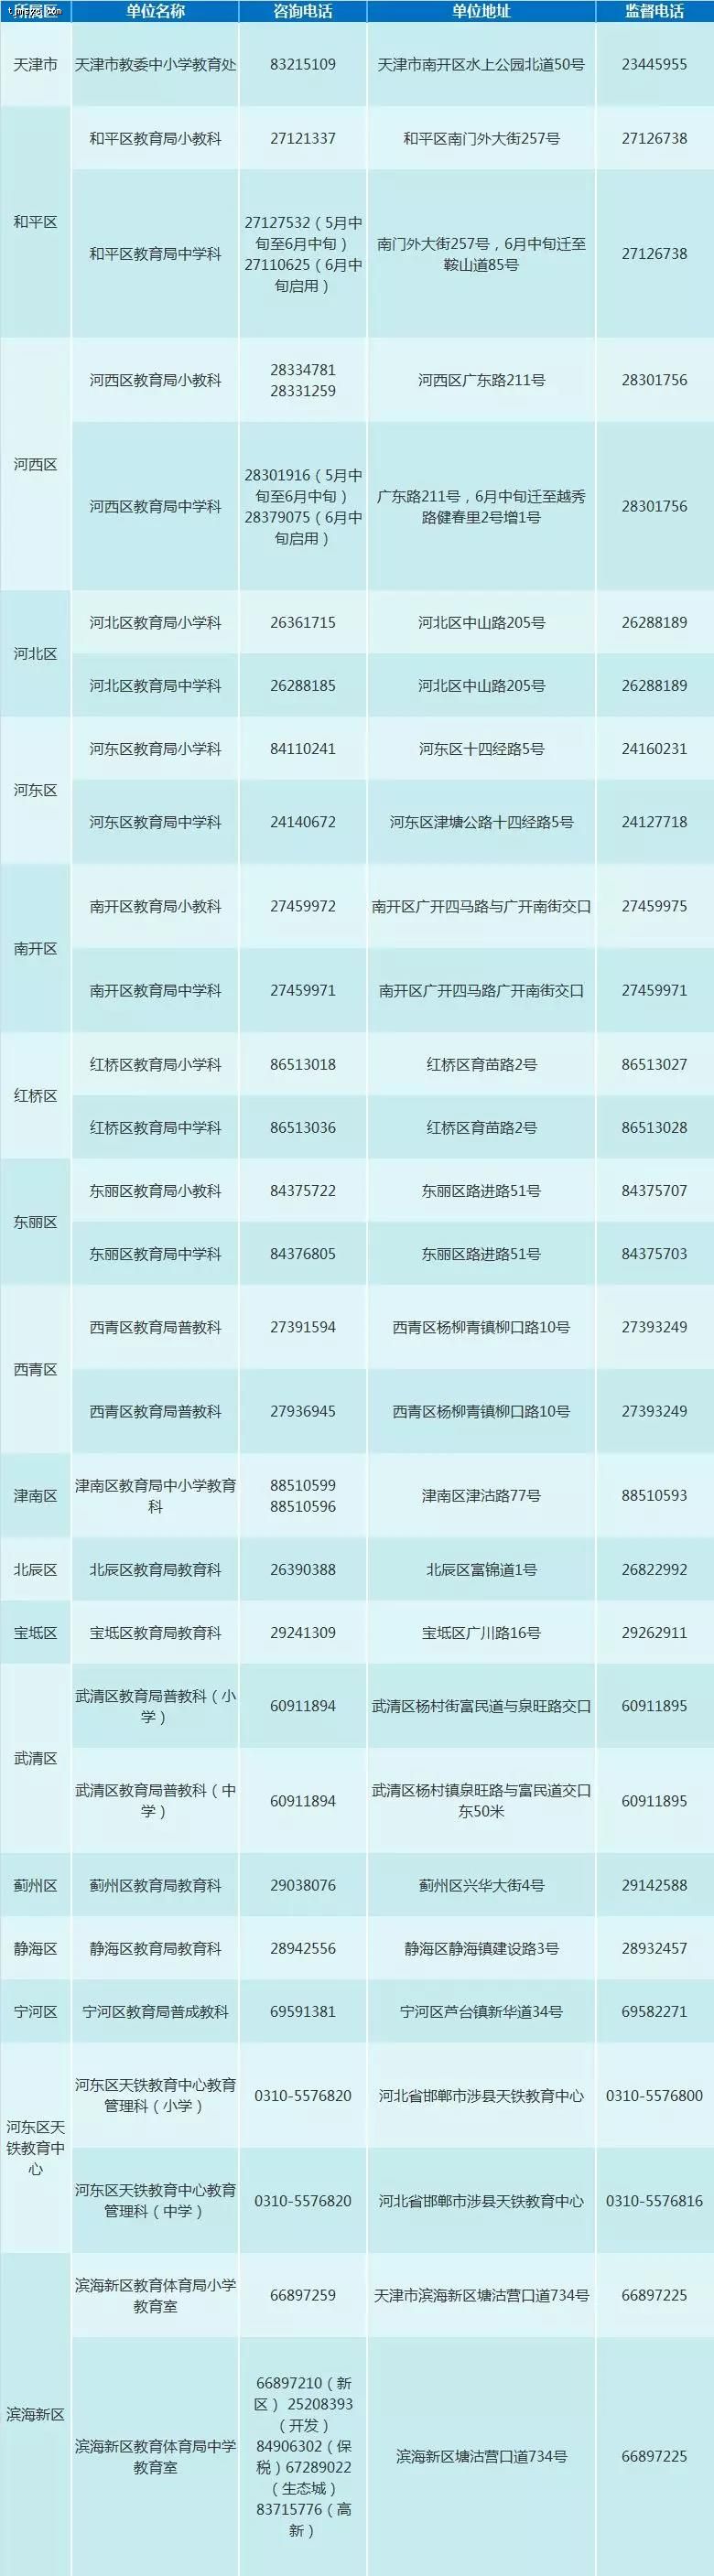 所属区 单位名称 咨询电话 单位地址 监督电话
天津市 天津市教委中小学教育处 83215109 天津市南开区水上公园北道50号 23445955
和平区
和平区教育局小教科 27121337 和平区南门外大街257号 27126738
和平区教育局中学科
27127532（5月中
旬至6月中旬）
27110625（6月中
旬启用）
南门外大街257号，6月中旬迁至
鞍山道85号
27126738
河西区
河西区教育局小教科
28334781
28331259
河西区广东路211号 28301756
河西区教育局中学科
28301916（5月中
旬至6月中旬）
28379075（6月中
旬启用）
广东路211号，6月中旬迁至越秀
路健春里2号增1号
28301756
河北区
河北区教育局小学科 26361715 河北区中山路205号 26288189
河北区教育局中学科 26288185 河北区中山路205号 26288189
河东区
河东区教育局小学科 84110241 河东区十四经路5号 24160231
河东区教育局中学科 24140672 河东区津塘公路十四经路5号 24127718
南开区
南开区教育局小教科 27459972 南开区广开四马路与广开南街交口 27459975
南开区教育局中学科 27459971 南开区广开四马路广开南街交口 27459971
红桥区
红桥区教育局小学科 86513018 红桥区育苗路2号 86513027
红桥区教育局中学科 86513036 红桥区育苗路2号 86513028
东丽区
东丽区教育局小教科 84375722 东丽区路进路51号 84375707
东丽区教育局中学科 84376805 东丽区路进路51号 84375703
西青区
西青区教育局普教科 27391594 西青区杨柳青镇柳口路10号 27393249
西青区教育局普教科 27936945 西青区杨柳青镇柳口路10号 27393249
津南区
津南区教育局中小学教育
科
88510599
88510596
津南区津沽路77号 88510593
北辰区 北辰区教育局教育科 26390388 北辰区富锦道1号 26822992
宝坻区 宝坻区教育局教育科 29241309 宝坻区广川路16号 29262911
武清区
武清区教育局普教科（小
学）
60911894 武清区杨村街富民道与泉旺路交口 60911895
武清区教育局普教科（中
学）
60911894
武清区杨村镇泉旺路与富民道交口
东50米
60911895
蓟州区 蓟州区教育局教育科 29038076 蓟州区兴华大街4号 29142588
静海区 静海区教育局教育科 28942556 静海区静海镇建设路3号 28932457
宁河区 宁河区教育局普成教科 69591381 宁河区芦台镇新华道34号 69582271
河东区天
铁教育中
心
河东区天铁教育中心教育
管理科（小学）
0310-5576820 河北省邯郸市涉县天铁教育中心 0310-5576800
河东区天铁教育中心教育
管理科（中学）
0310-5576820 河北省邯郸市涉县天铁教育中心 0310-5576816
滨海新区
滨海新区教育体育局小学
教育室
66897259 天津市滨海新区塘沽营口道734号 66897225
滨海新区教育体育局中学
教育室
66897210（新
区） 25208393
（开发）
84906302（保
税）67289022
（生态城）
83715776（高
新）
滨海新区塘沽营口道734号 66897225